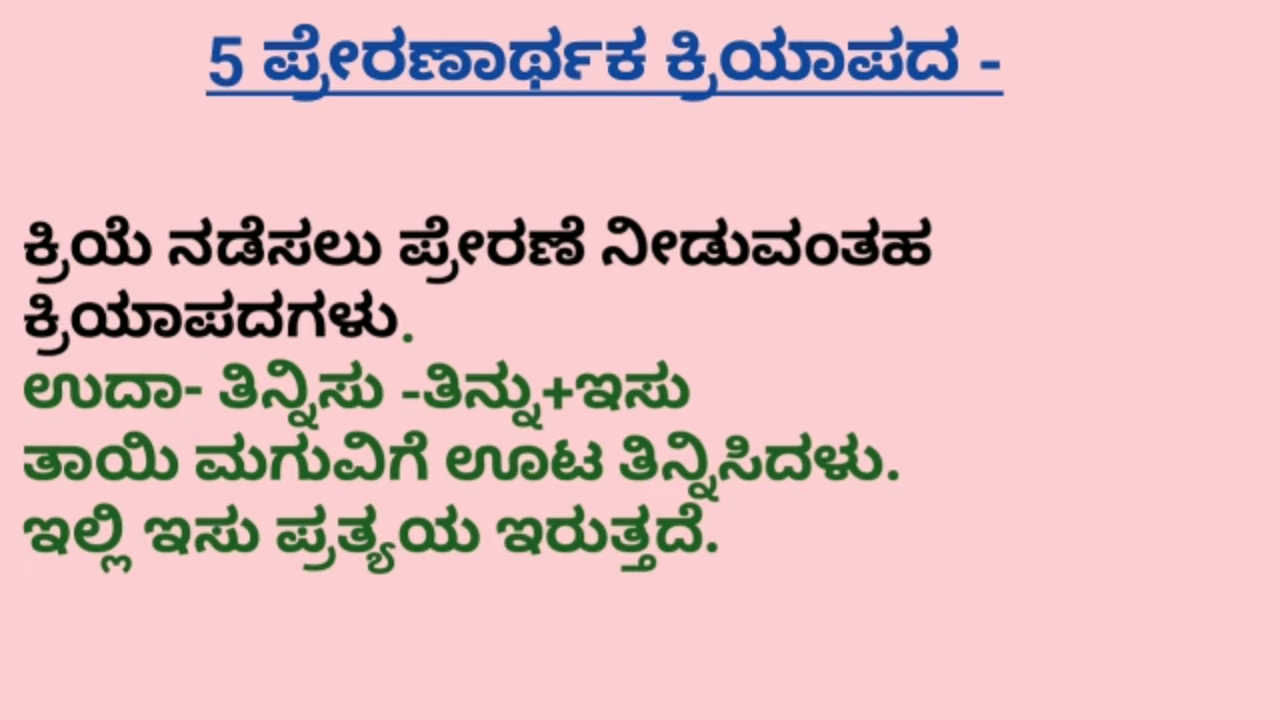 5 ಪ್ರೇರಣಾರ್ಥಕ ಕ್ರಿಯಾಪದ -
ಕ್ರಿಯೆ ನಡೆಸಲು ಪ್ರೇರಣೆ ನೀಡುವಂತಹ
ಕ್ರಿಯಾಪದಗಳು.
ಉದಾ- ತಿನ್ನಿಸು -ತಿನ್ನು+ಇಸು
ತಾಯಿ ಮಗುವಿಗೆ ಊಟ ತಿನ್ನಿಸಿದಳು.
ಇಲ್ಲಿ ಇಸು ಪ್ರತ್ಯಯ ಇರುತ್ತದೆ.